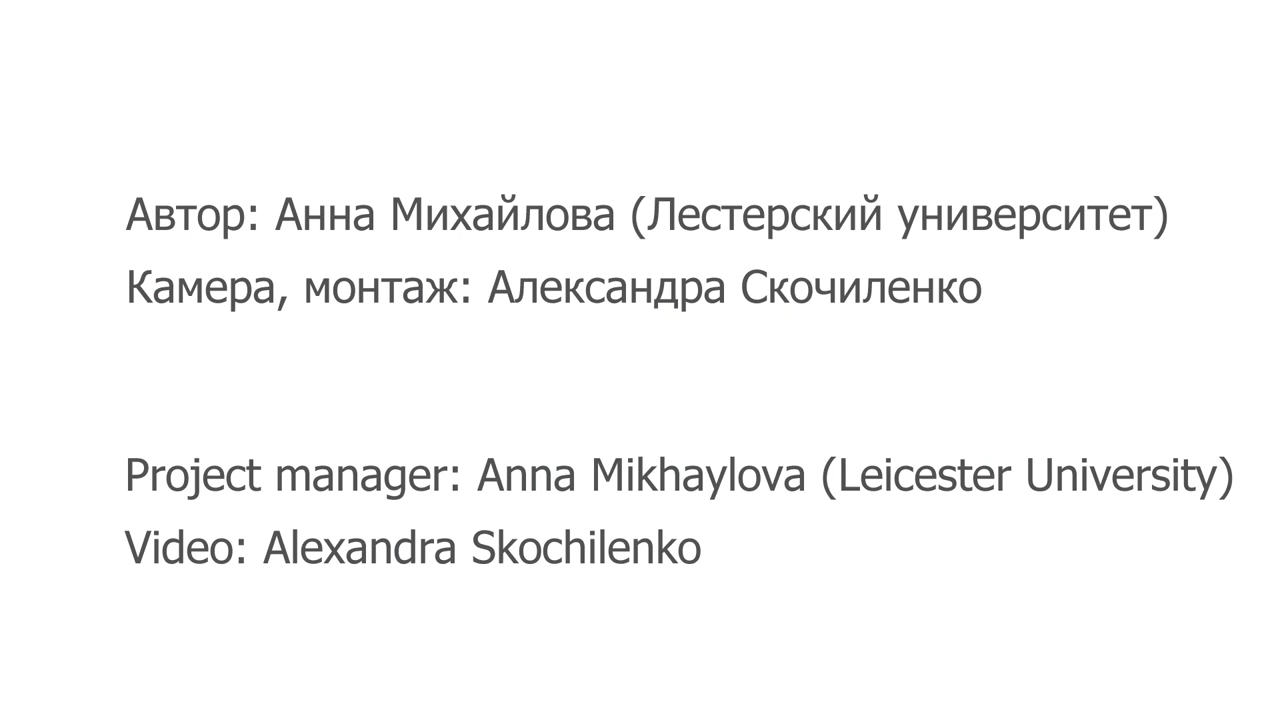 Автор: Анна Михайлова (Лестерский университет)
Камера, монтаж: Александра Скочиленко
Project manager: Anna Mikhaylova (Leicester University)
Video: Alexandra Skochilenko